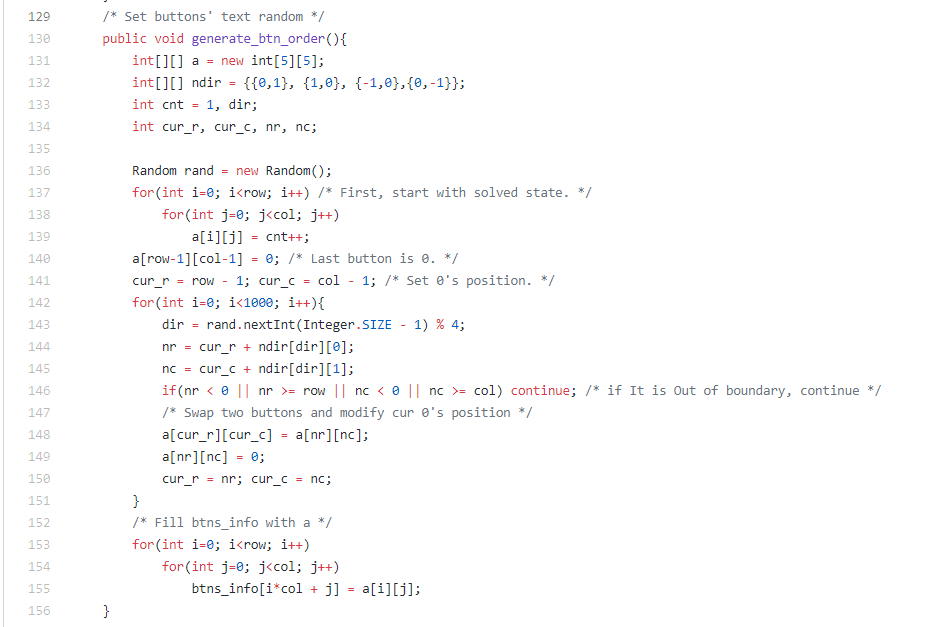 129 /* Set buttons' text random */
130 public void generate_btn_order(){
131 int[][] a = new int[5][5];
132 int[][] ndir = {{0,1}, {1,0}, {-1,0},{0,-1}};
133 int cnt = 1, dir;
134 int cur_r, cur_c, nr, nc;
135
136 Random rand = new Random();
137 for(int i=0; i<row; i++) /* First, start with solved state. */
138 for(int j=0; j<col; j++)
139 a[i][j] = cnt++;
140 a[row-1][col-1] = 0; /* Last button is 0. */
141 cur_r = row - 1; cur_c = col - 1; /* Set 0's position. */
142 for(int i=0; i<1000; i++){
143 dir = rand.nextInt(Integer.SIZE - 1) % 4;
144 nr = cur_r + ndir[dir][0];
145 nc = cur_c + ndir[dir][1];
146 if(nr < 0 || nr >= row || nc < 0 || nc >= col) continue; /* if It is Out of boundary, continue */
147 /* Swap two buttons and modify cur 0's position */
148 a[cur_r][cur_c] = a[nr][nc];
149 a[nr][nc] = 0;
150 cur_r = nr; cur_c = nc;
151 }
152 /* Fill btns_info with a */
153 for(int i=0; i<row; i++)
154 for(int j=0; j<col; j++)
155 btns_info[i*col + j] = a[i][j];
156 }